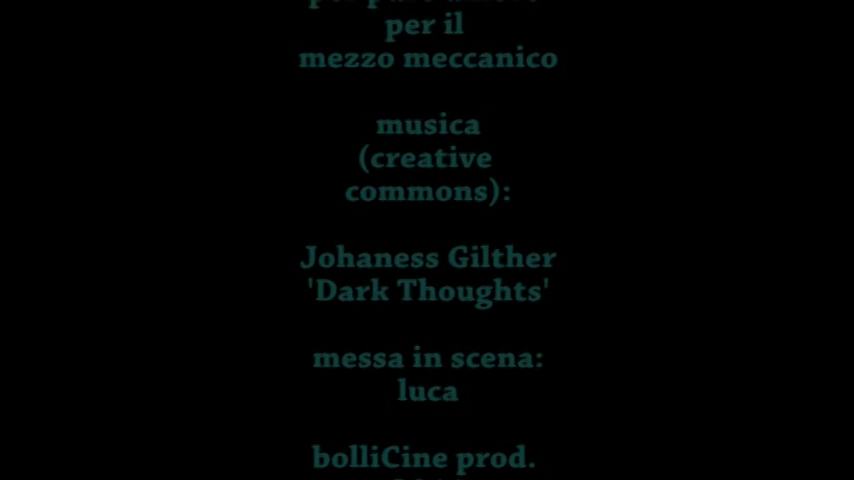 per il
mezzo meccanico
musica
(creative
commons):
Johaness Gilther
'Dark Thoughts'
messa in scena:
luca
bolliCine prod.